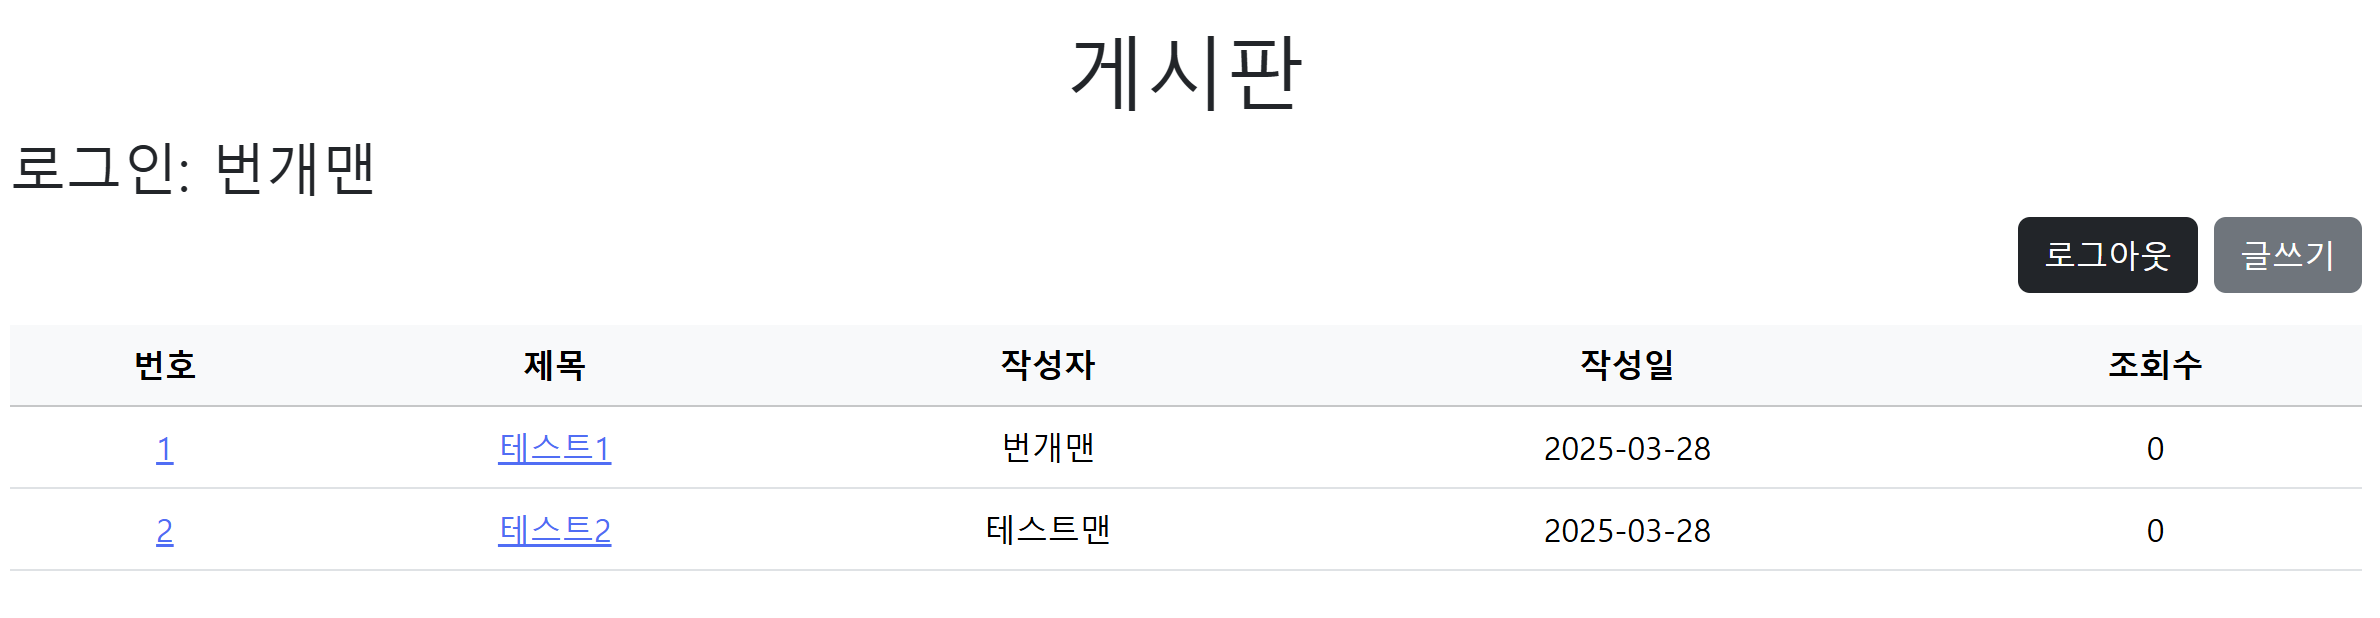 게시판
로그인: 번개맨
로그아웃 글쓰기
번호 제목 작성자 작성일 조회수
1 테스트1 번개맨 2025-03-28 0
2 테스트2 테스트맨 2025-03-28 0